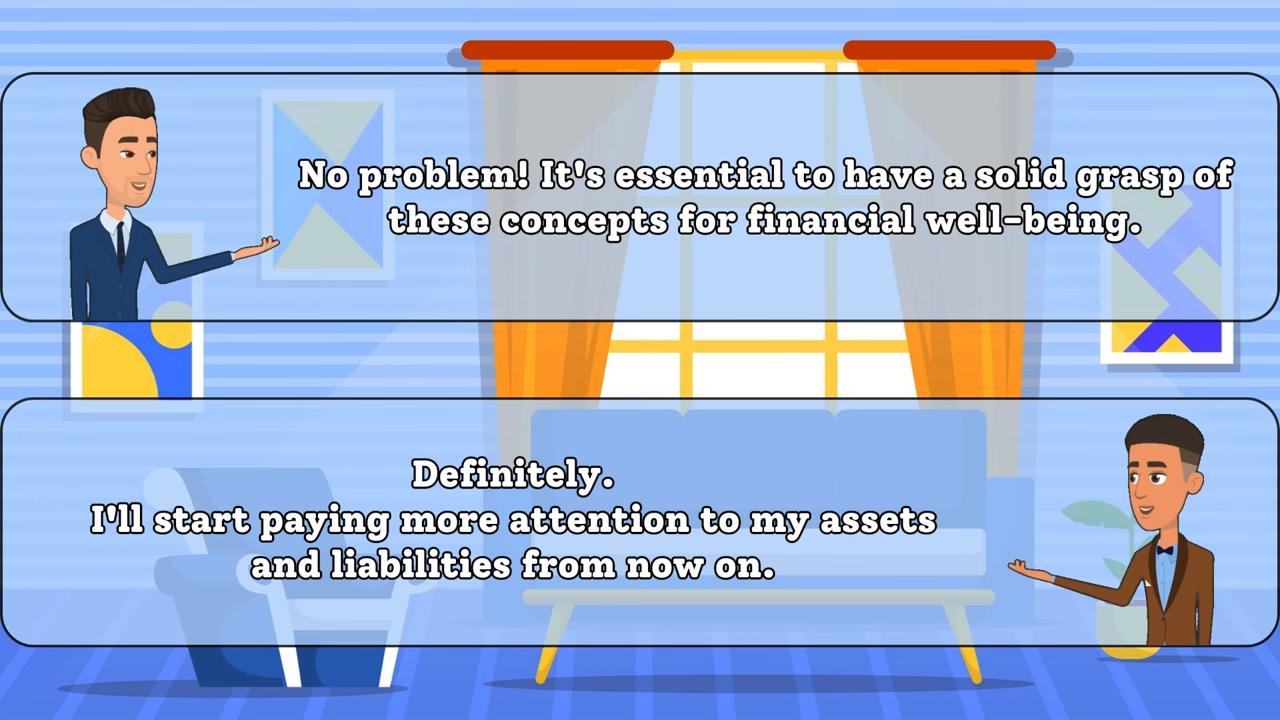 No problem! It's essential to have a solid grasp of
these concepts for financial well-being.
Definitely.
I'll start paying more attention to my assets
and liabilities from now on.